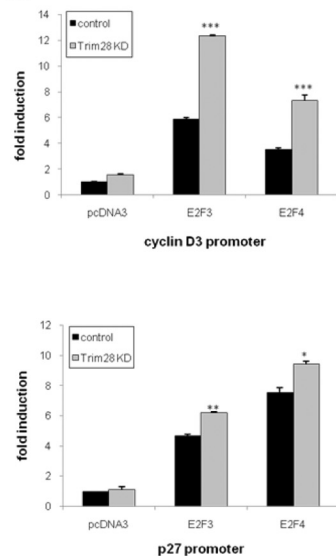 control
Trim28 KD
fold induction
14
12
10
8
6
4
2
0
***
***
pcDNA3 E2F3 E2F4
cyclin D3 promoter
control
Trim28 KD
fold induction
12
10
8
6
4
2
0
**
*
pcDNA3 E2F3 E2F4
p27 promoter